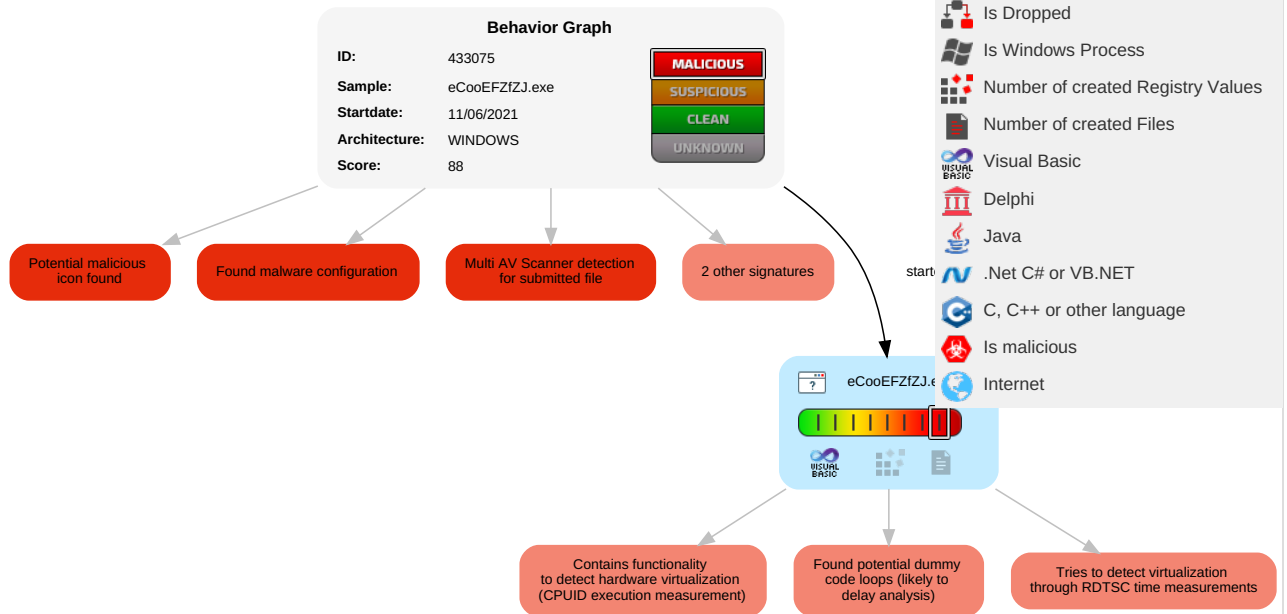 Behavior Graph
ID: 433075
Sample: eCooEFZfZJ.exe
Startdate: 11/06/2021
Architecture: WINDOWS
Score: 88
MALICIOUS
SUSPICIOUS
CLEAN
UNKNOWN
Is Dropped
Is Windows Process
Number of created Registry Values
Number of created Files
VISUAL
BASIC
Visual Basic
Delphi
Java
.Net C# or VB.NET
C, C++ or other language
Is malicious
Internet
Potential malicious
icon found
Found malware configuration
Multi AV Scanner detection
for submitted file
2 other signatures
?
eCooEFZfZJ.e
VISUAL
BASIC
Contains functionality
to detect hardware virtualization
(CPUID execution measurement)
Found potential dummy
code loops (likely to
delay analysis)
Tries to detect virtualization
through RDTSC time measurements